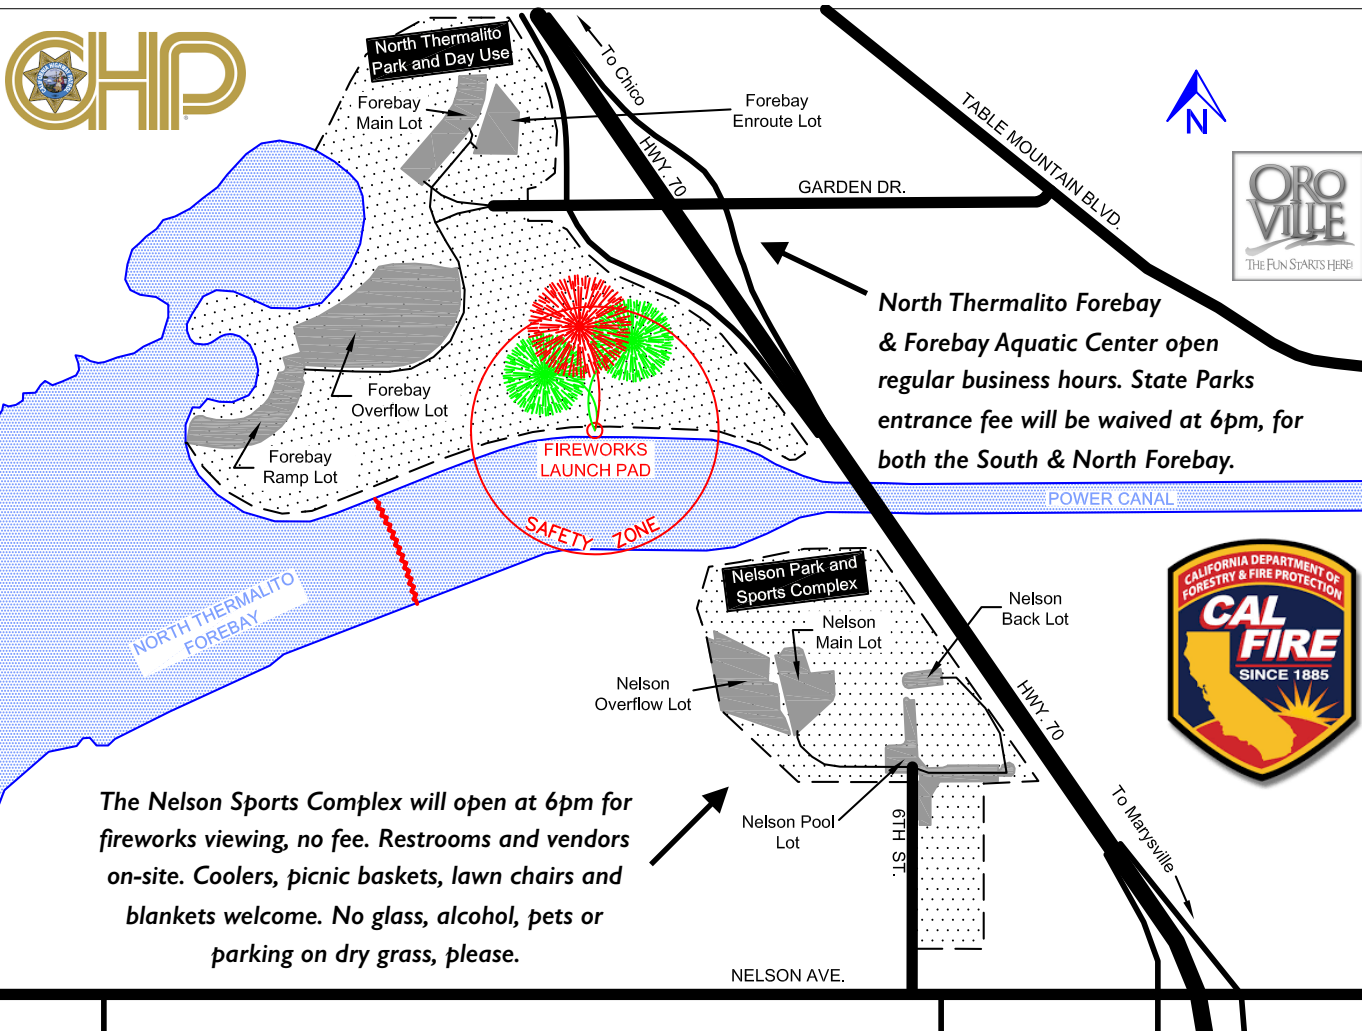 CHP
North Thermalito
Park and Day Use
To Chico
Forebay
Main Lot
Forebay
Enroute Lot
TABLE MOUNTAIN BLVD.
N
HWY. 70
GARDEN DR.
ORO
VILLE
THE FUN STARTS HERE!
North Thermalito Forebay
& Forebay Aquatic Center open
regular business hours. State Parks
entrance fee will be waived at 6pm, for
both the South & North Forebay.
Forebay
Overflow Lot
Forebay
Ramp Lot
FIREWORKS
LAUNCH PAD
SAFETY ZONE
POWER CANAL
NORTH THERMALITO
FOREBAY
Nelson Park and
Sports Complex
Nelson
Main Lot
Nelson
Back Lot
Nelson
Overflow Lot
HWY. 70
CALIFORNIA DEPARTMENT OF
FORESTRY & FIRE PROTECTION
CAL
FIRE
SINCE 1885
The Nelson Sports Complex will open at 6pm for
fireworks viewing, no fee. Restrooms and vendors
on-site. Coolers, picnic baskets, lawn chairs and
blankets welcome. No glass, alcohol, pets or
parking on dry grass, please.
Nelson Pool
Lot
6TH ST.
To Marysville
NELSON AVE.